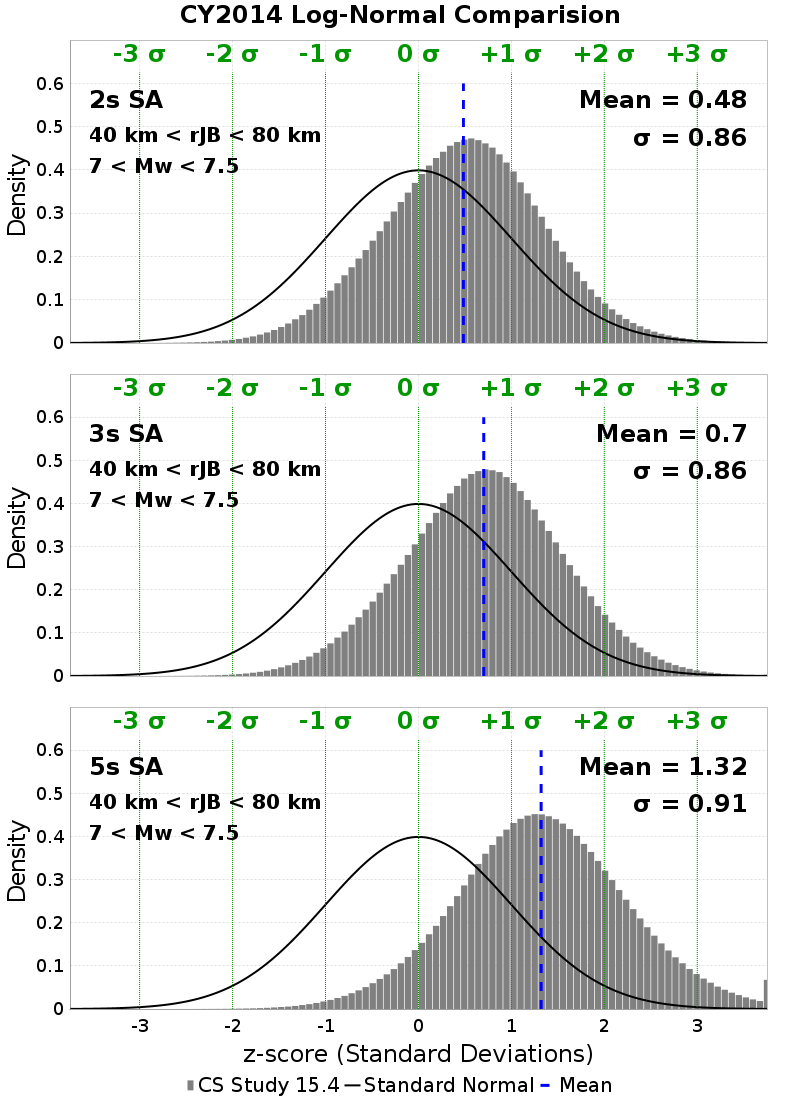 CY2014 Log-Normal Comparision
-3 σ -2 σ -1 σ 0 σ +1 σ +2 σ +3 σ
0.6
2s SA Mean = 0.48
0.5
40 km < rJB < 80 km σ = 0.86
7 < Mw < 7.5
0.4
0.3
0.2
0.1
0
Density
-3 σ -2 σ -1 σ 0 σ +1 σ +2 σ +3 σ
0.6
3s SA Mean = 0.7
0.5
40 km < rJB < 80 km σ = 0.86
7 < Mw < 7.5
0.4
0.3
0.2
0.1
0
Density
-3 σ -2 σ -1 σ 0 σ +1 σ +2 σ +3 σ
0.6
5s SA Mean = 1.32
0.5
40 km < rJB < 80 km σ = 0.91
7 < Mw < 7.5
0.4
0.3
0.2
0.1
0
Density
-3 -2 -1 0 1 2 3
z-score (Standard Deviations)
CS Study 15.4 Standard Normal Mean